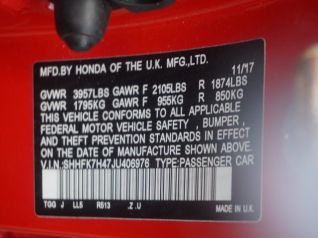 MFD.BY HONDA OF THE U.K. MFG.,LTD.
11/17
GVWR 3957LBS GAWR F 2105LBS R 1874LBS
GVWR 1795KG GAWR F 955KG R 850KG
THIS VEHICLE CONFORMS TO ALL APPLICABLE
FEDERAL MOTOR VEHICLE SAFETY , BUMPER ,
AND THEFT PREVENTION STANDARDS IN
EFFECT ON THE DATE OF MANUFACTURE SHOWN
ABOVE.
V.I.N.:SHHFK7H47JU406976 TYPE:PASSENGER CAR
TGG J LL5 R513 .Z.U